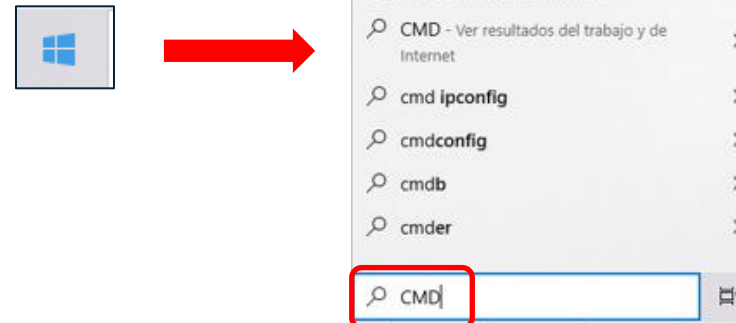 CMD - Ver resultados del trabajo y de
Internet
cmd ipconfig
cmdconfig
cmdb
cmder
CMD